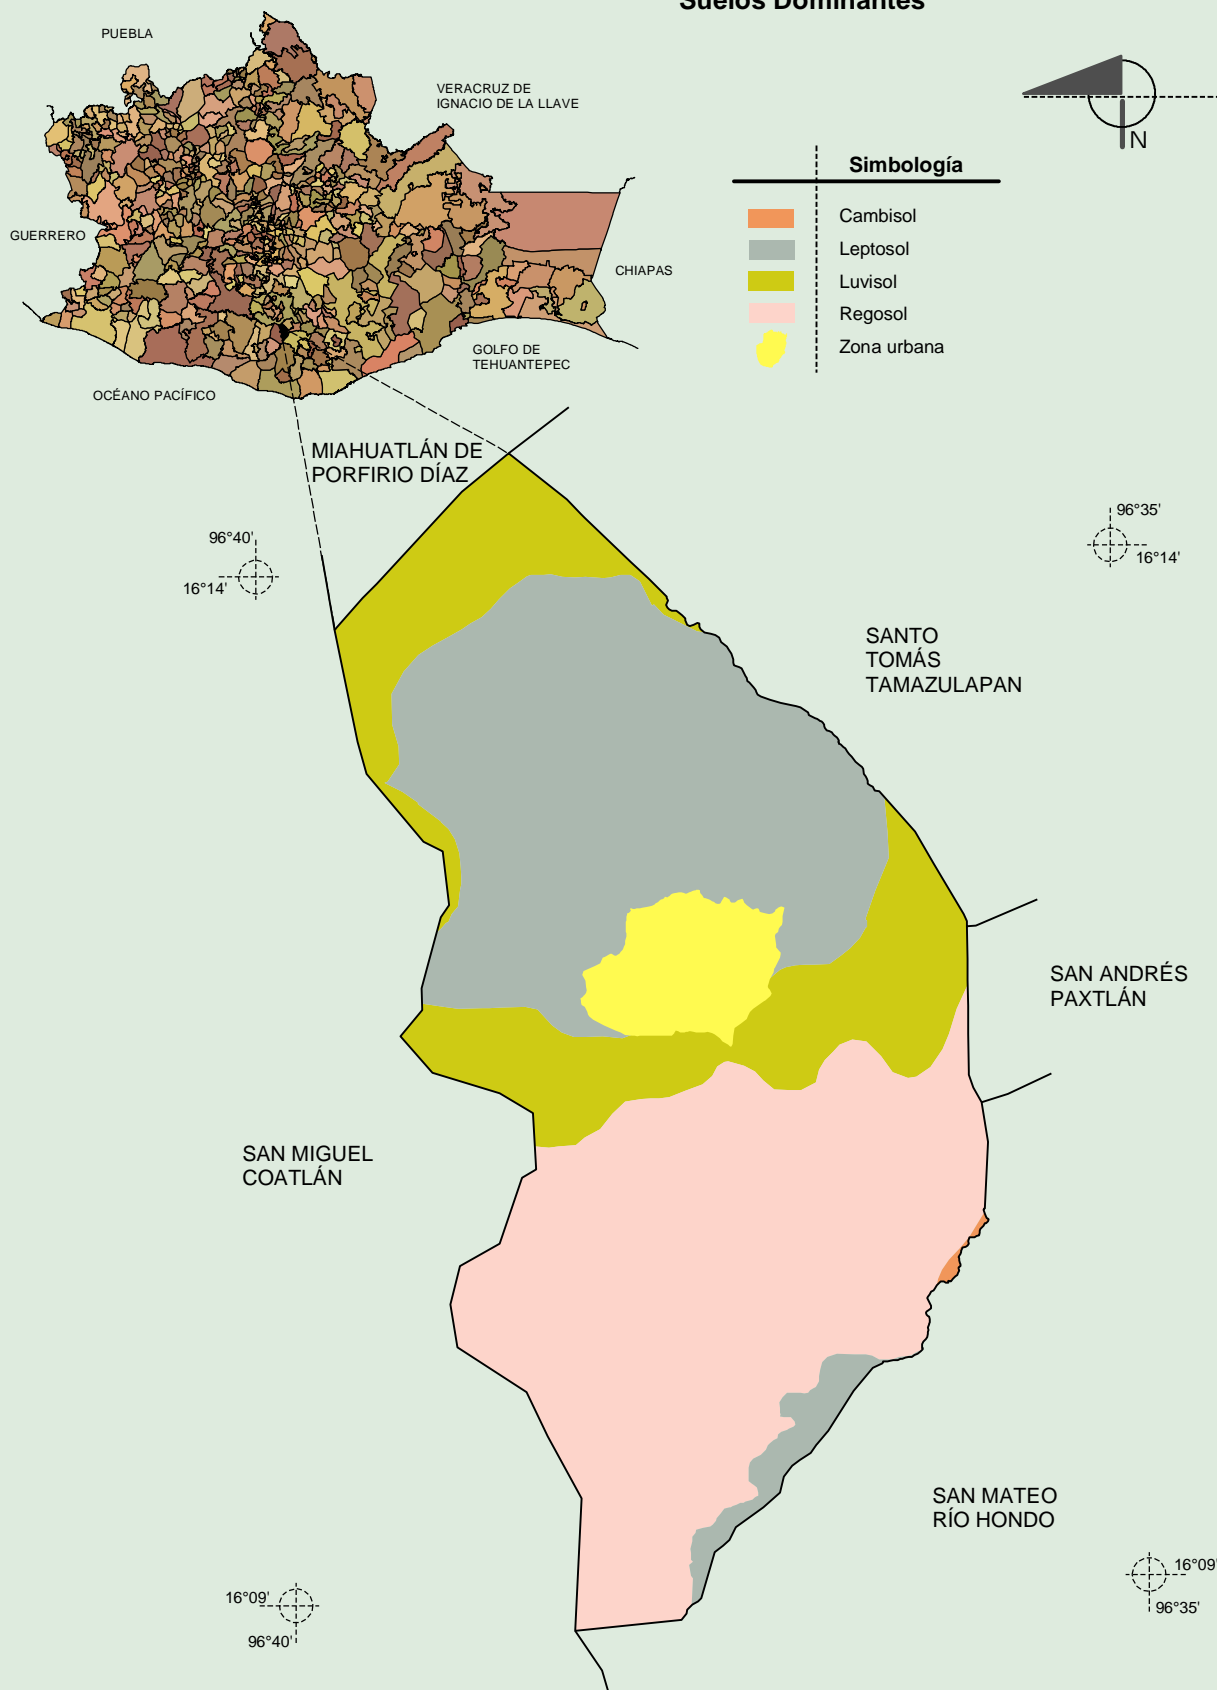 Suelos Dominantes
PUEBLA
VERACRUZ DE
IGNACIO DE LA LLAVE
GUERRERO
CHIAPAS
GOLFO DE
TEHUANTEPEC
OCÉANO PACÍFICO
N
Simbología
Cambisol
Leptosol
Luvisol
Regosol
Zona urbana
MIAHUATLÁN DE
PORFIRIO DÍAZ
96°40'
16°14'
96°35'
16°14'
SANTO
TOMÁS
TAMAZULAPAN
SAN ANDRÉS
PAXTLÁN
SAN MIGUEL
COATLÁN
SAN MATEO
RÍO HONDO
16°09'
96°40'
16°09'
96°35'